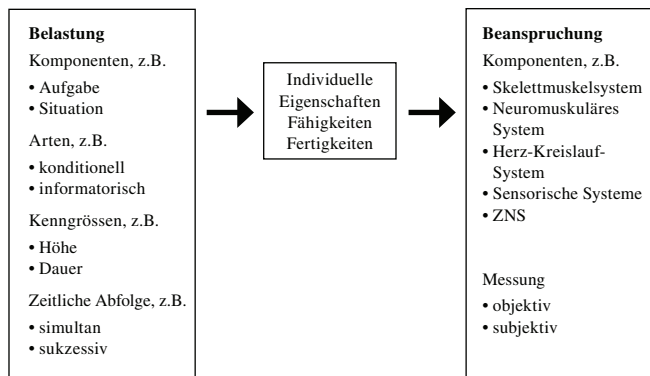 Belastung
Komponenten, z.B.
• Aufgabe
• Situation
Arten, z.B.
• konditionell
• informatorisch
Kenngrössen, z.B.
• Höhe
• Dauer
Zeitliche Abfolge, z.B.
• simultan
• sukzessiv
Individuelle
Eigenschaften
Fähigkeiten
Fertigkeiten
Beanspruchung
Komponenten, z.B.
• Skelettmuskelsystem
• Neuromuskuläres
System
• Herz-Kreislauf-
System
• Sensorische Systeme
• ZNS
Messung
• objektiv
• subjektiv